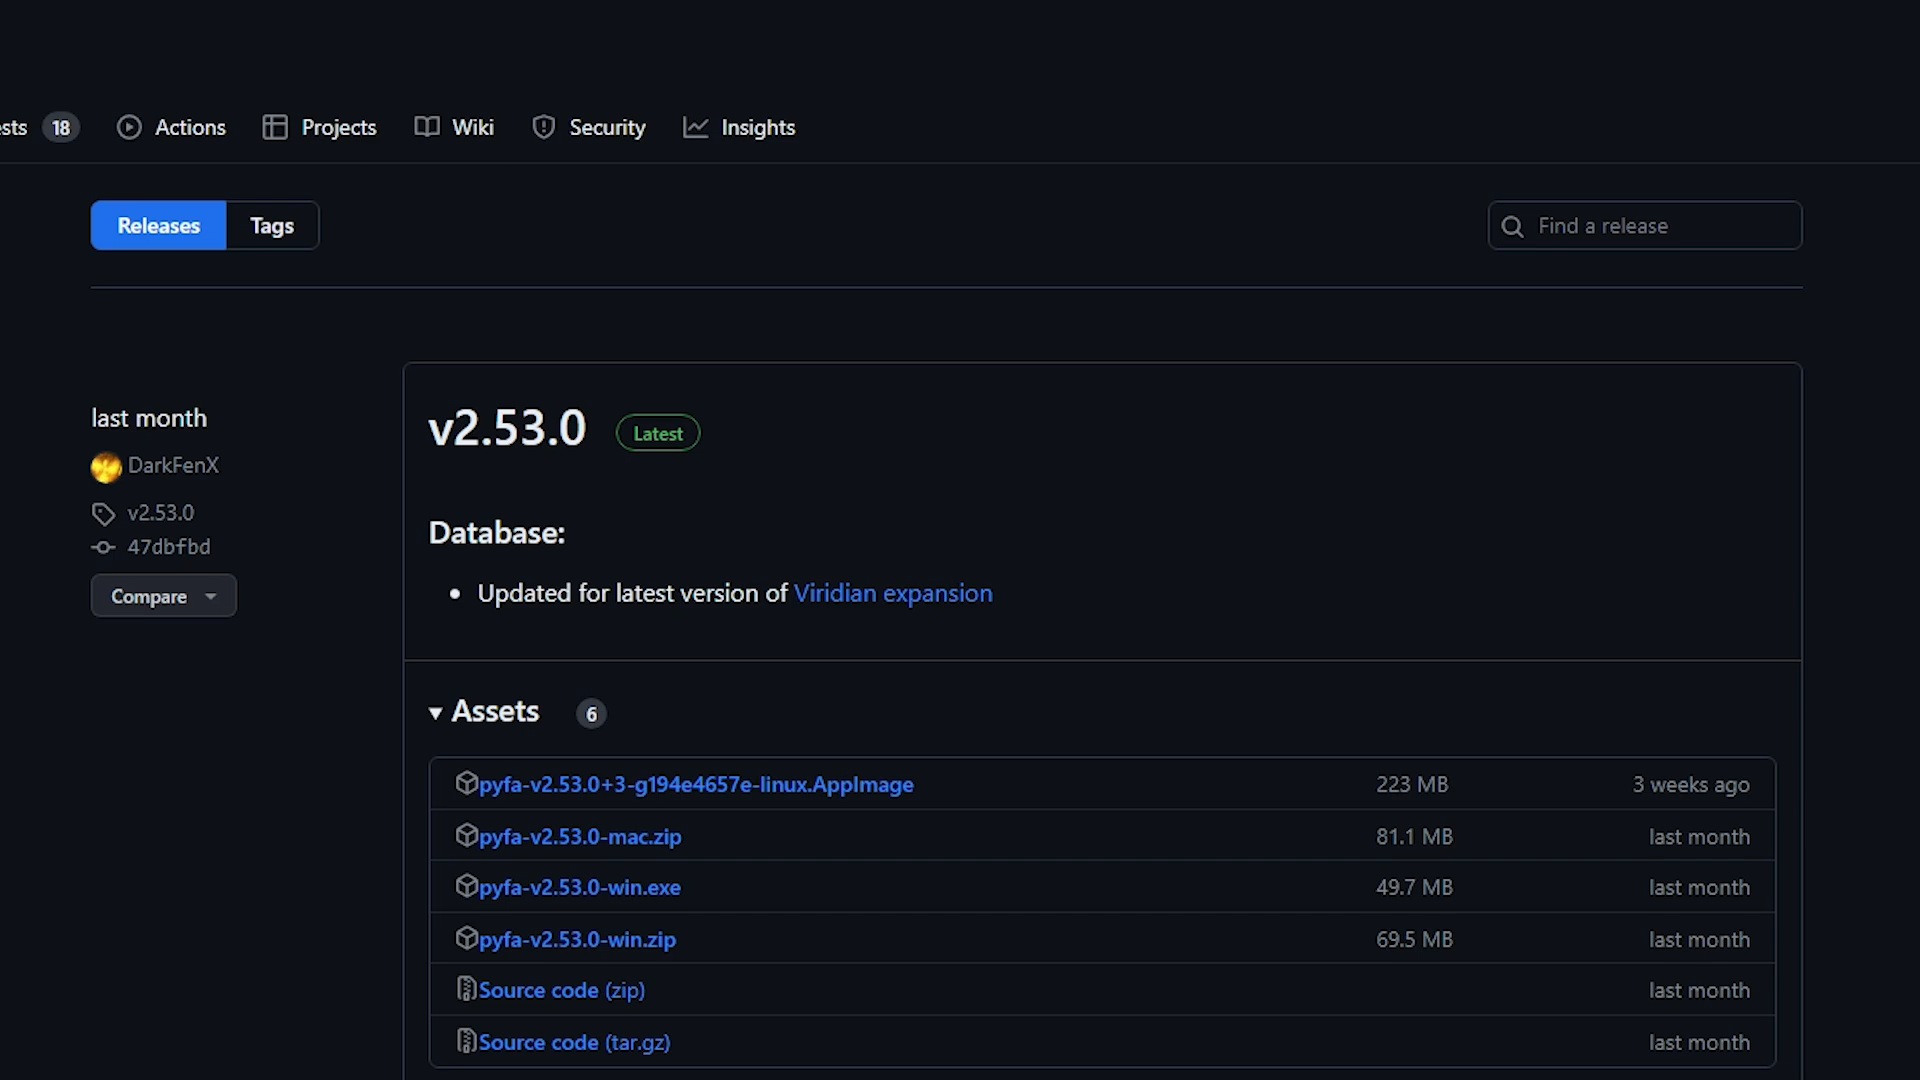 ests 18 Actions Projects Wiki Security Insights
Releases Tags Find a release
last month
DarkFenX
v2.53.0
47dbfbd
Compare
v2.53.0 Latest
Database:
Updated for latest version of Viridian expansion
Assets 6
pyfa-v2.53.0+3-g194e4657e-linux.AppImage 223 MB 3 weeks ago
pyfa-v2.53.0-mac.zip 81.1 MB last month
pyfa-v2.53.0-win.exe 49.7 MB last month
pyfa-v2.53.0-win.zip 69.5 MB last month
Source code (zip) last month
Source code (tar.gz) last month